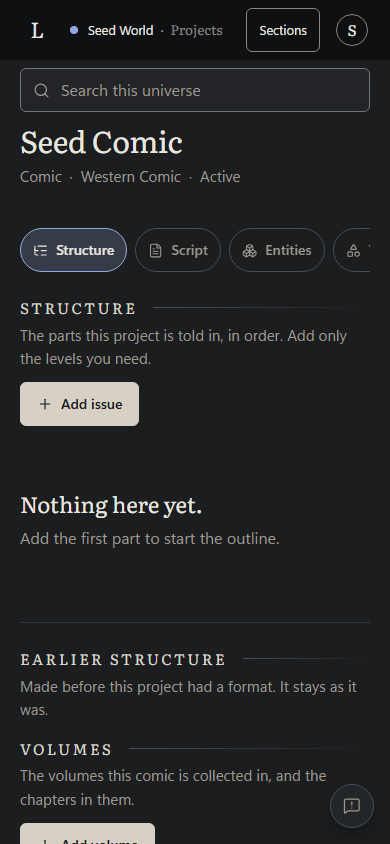 L
Seed World · Projects
Sections
S
Search this universe
Seed Comic
Comic · Western Comic · Active
Structure
Script
Entities
STRUCTURE
The parts this project is told in, in order. Add only
the levels you need.
Add issue
Nothing here yet.
Add the first part to start the outline.
EARLIER STRUCTURE
Made before this project had a format. It stays as it
was.
VOLUMES
The volumes this comic is collected in, and the
chapters in them.
Add volume